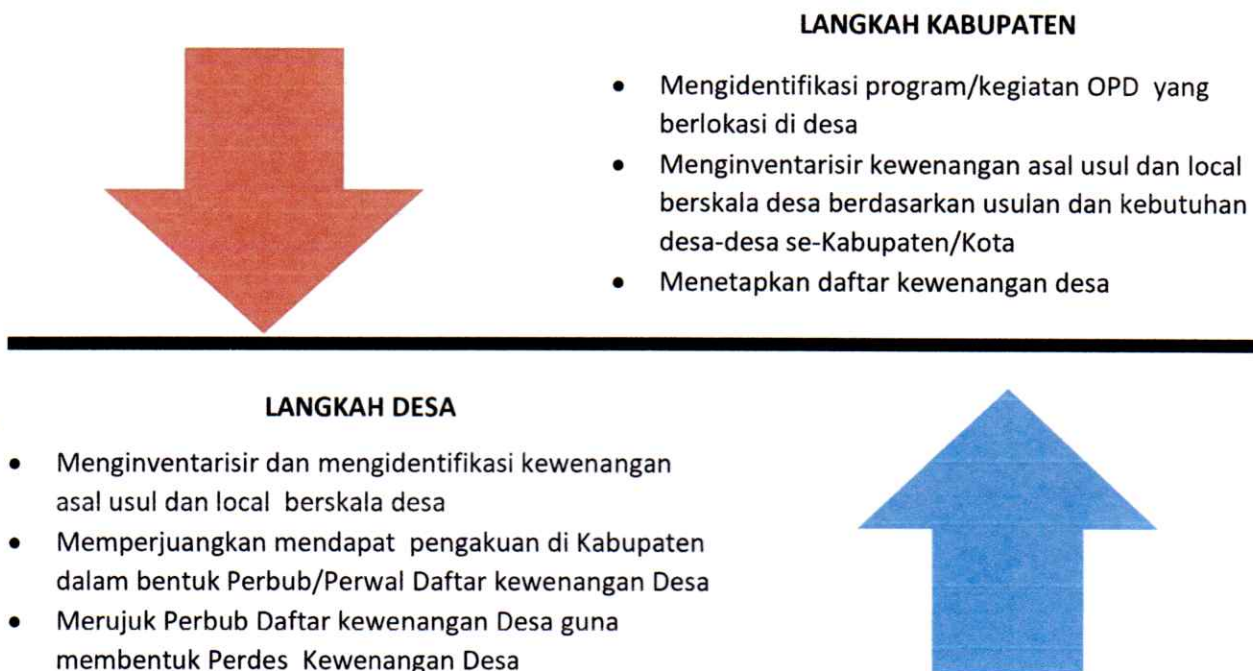 LANGKAH KABUPATEN
• Mengidentifikasi program/kegiatan OPD yang
berlokasi di desa
• Menginventarisir kewenangan asal usul dan local
berskala desa berdasarkan usulan dan kebutuhan
desa-desa se-Kabupaten/Kota
• Menetapkan daftar kewenangan desa
LANGKAH DESA
• Menginventarisir dan mengidentifikasi kewenangan
asal usul dan local berskala desa
• Memperjuangkan mendapat pengakuan di Kabupaten
dalam bentuk Perbub/Perwal Daftar kewenangan Desa
• Merujuk Perbub Daftar kewenangan Desa guna
membentuk Perdes Kewenangan Desa